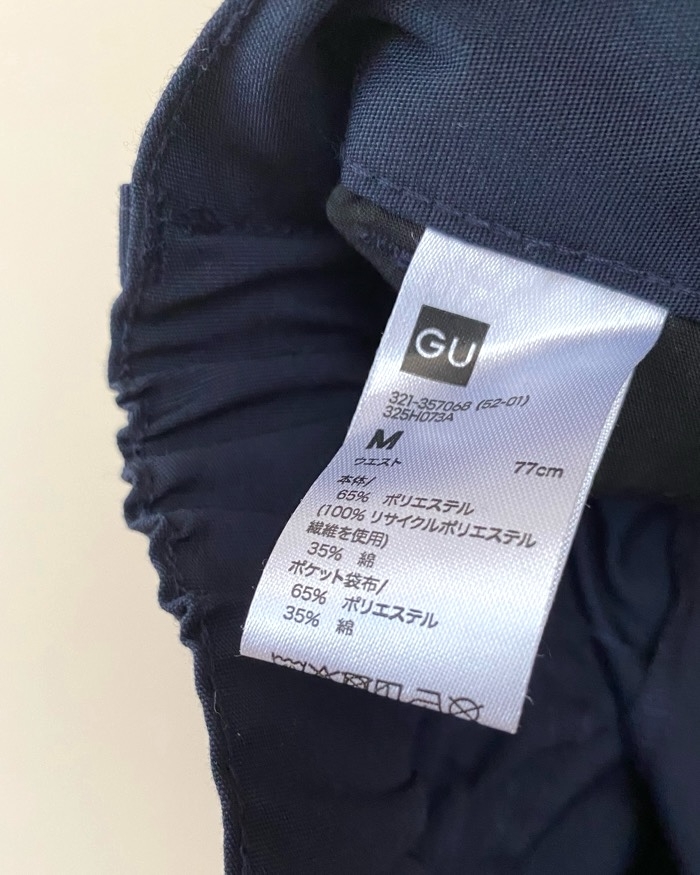 GU
321-357068 (52-01)
325H073A
M
ウエスト 77cm
本体/
65% ポリエステル
(100% リサイクルポリエステル
繊維を使用)
35% 綿
ポケット袋布/
65% ポリエステル
35% 綿